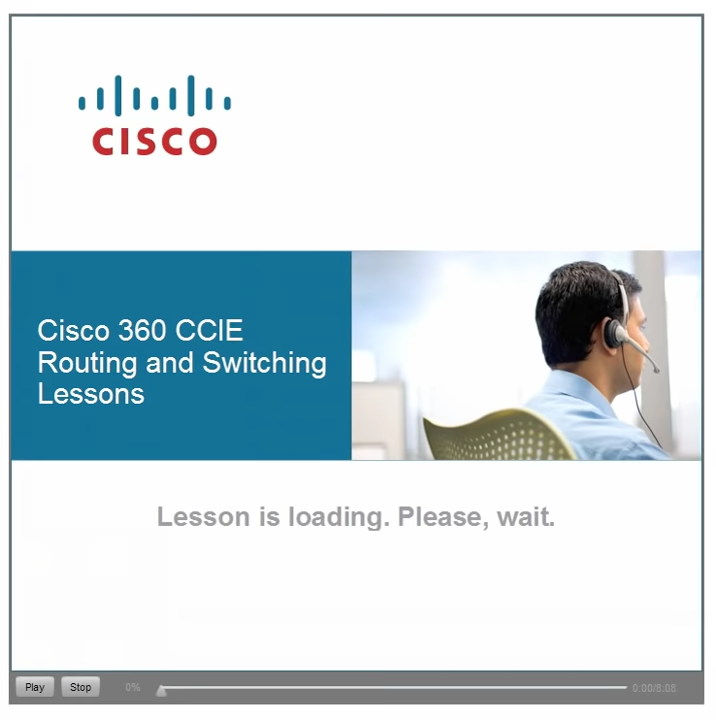 CISCO
Cisco 360 CCIE
Routing and Switching
Lessons
Lesson is loading. Please, wait.
Play Stop 0% 0:00/8:08